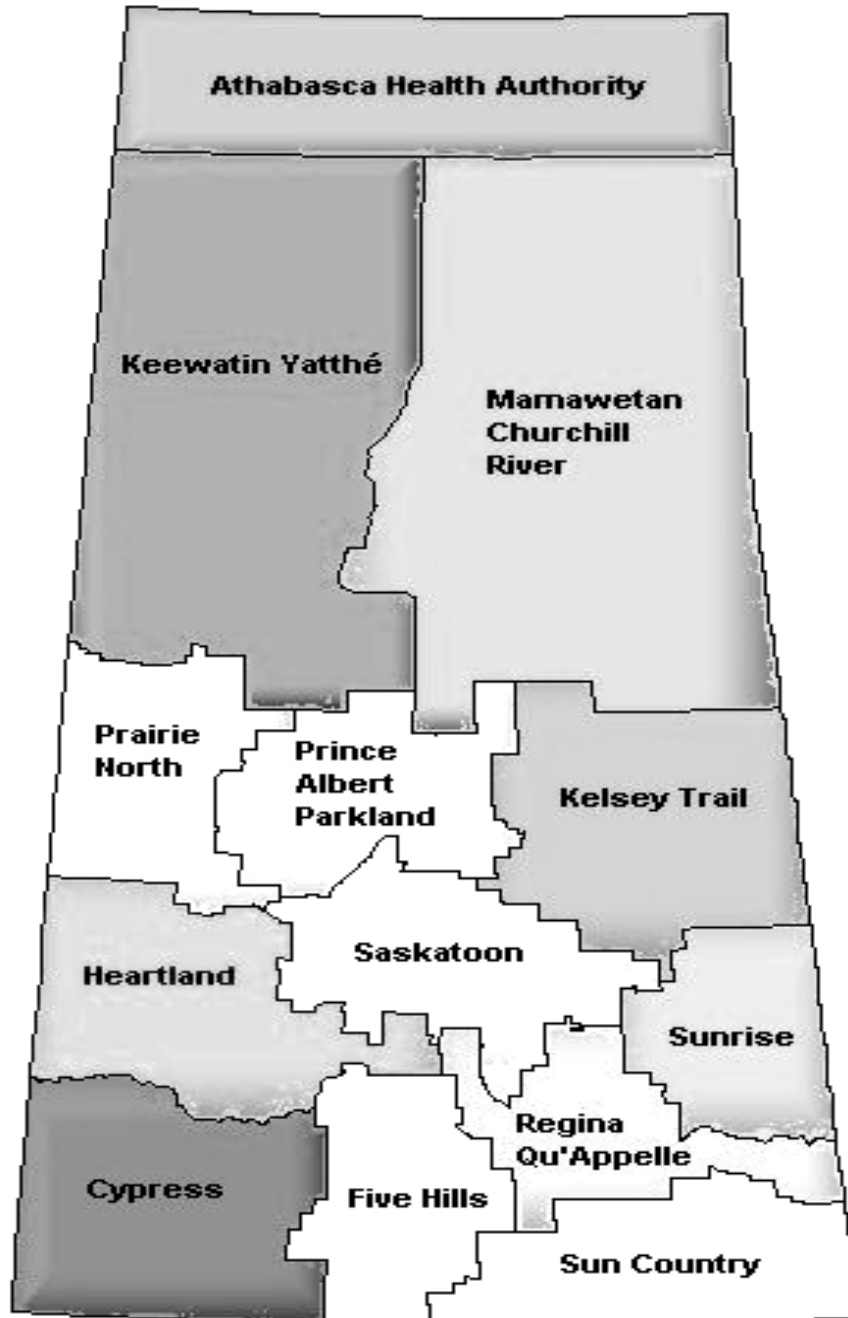 Athabasca Health Authority
Keewatin Yatthé
Mamawetan
Churchill
River
Prairie
North
Prince
Albert
Parkland
Kelsey Trail
Saskatoon
Heartland
Sunrise
Regina
Qu'Appelle
Cypress
Five Hills
Sun Country